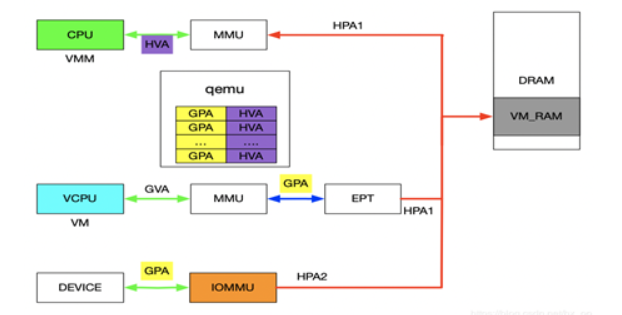 CPU
HVA
MMU
HPA1
VMM
DRAM
VM_RAM
qemu
GPA HVA
GPA HVA
... ....
GPA HVA
VCPU
GVA
MMU
GPA
EPT
HPA1
VM
DEVICE
GPA
IOMMU
HPA2